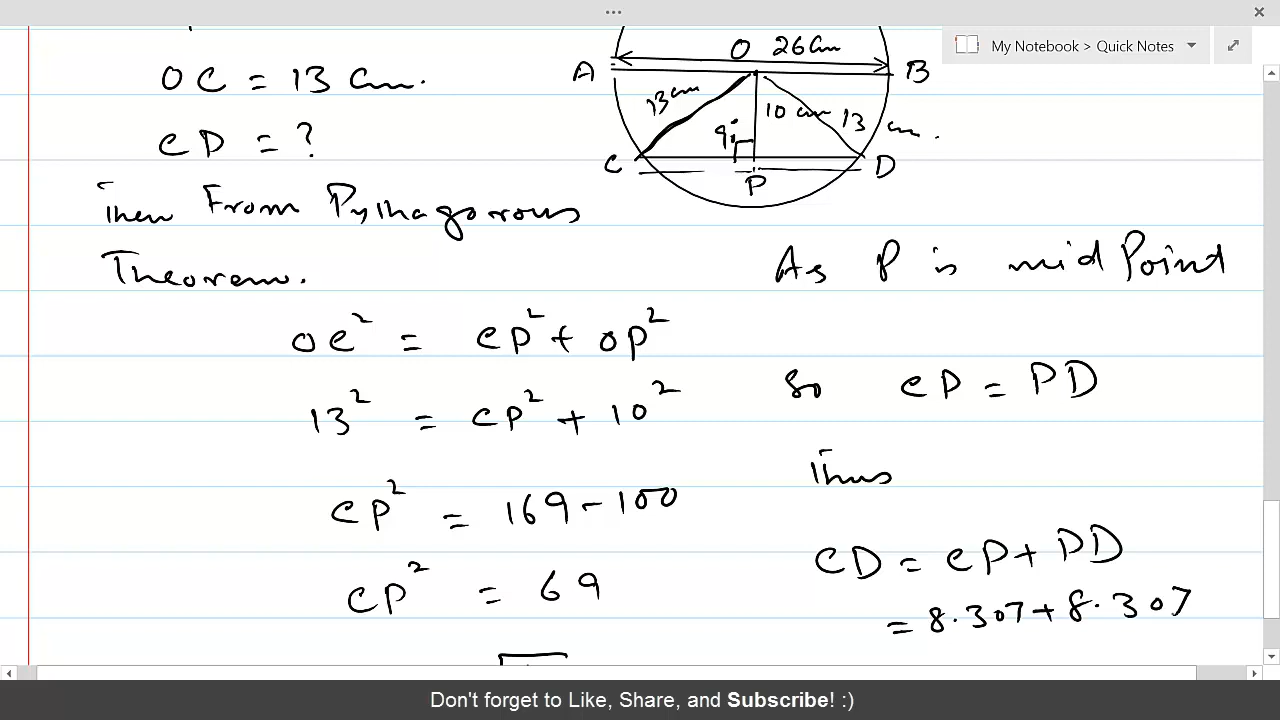 My Notebook > Quick Notes
OC = 13 cm.
CD = ?
Then From Pythagorous
Theorem.
OC² = CP² + OP²
13² = CP² + 10²
CP² = 169 - 100
CP² = 69
A O 26 cm B
13 cm 10 cm 13 cm.
90
C P D
As P is mid Point
So CP = PD
Thus
CD = CP + PD
= 8.307 + 8.307
Don't forget to Like, Share, and Subscribe! :)